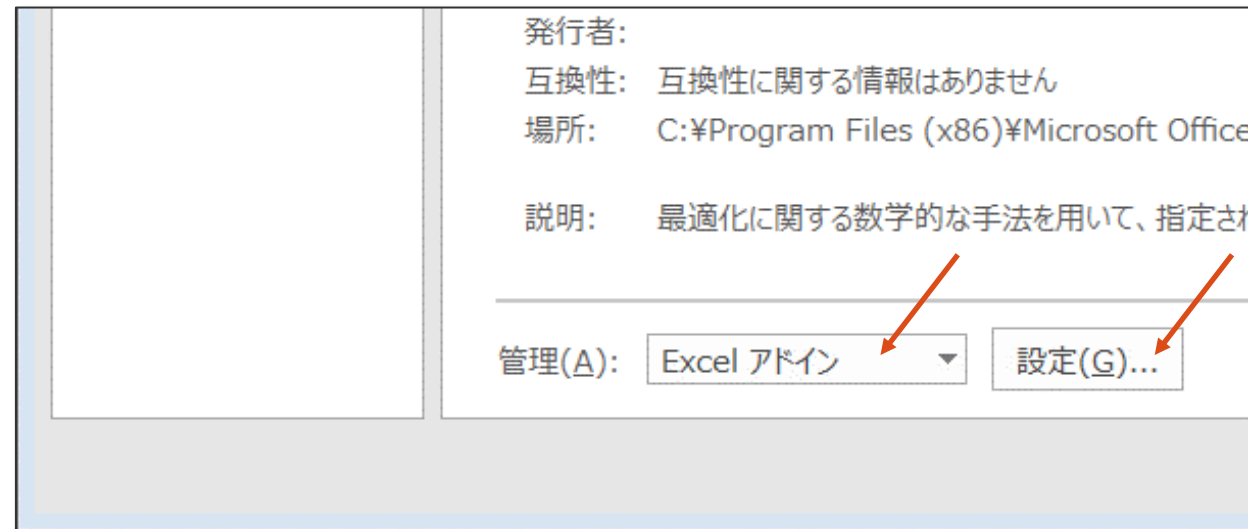 発行者:
互換性: 互換性に関する情報はありません
場所: C:¥Program Files (x86)¥Microsoft Office
説明: 最適化に関する数学的な手法を用いて、指定さ
管理(A): Excel アドイン 設定(G)...